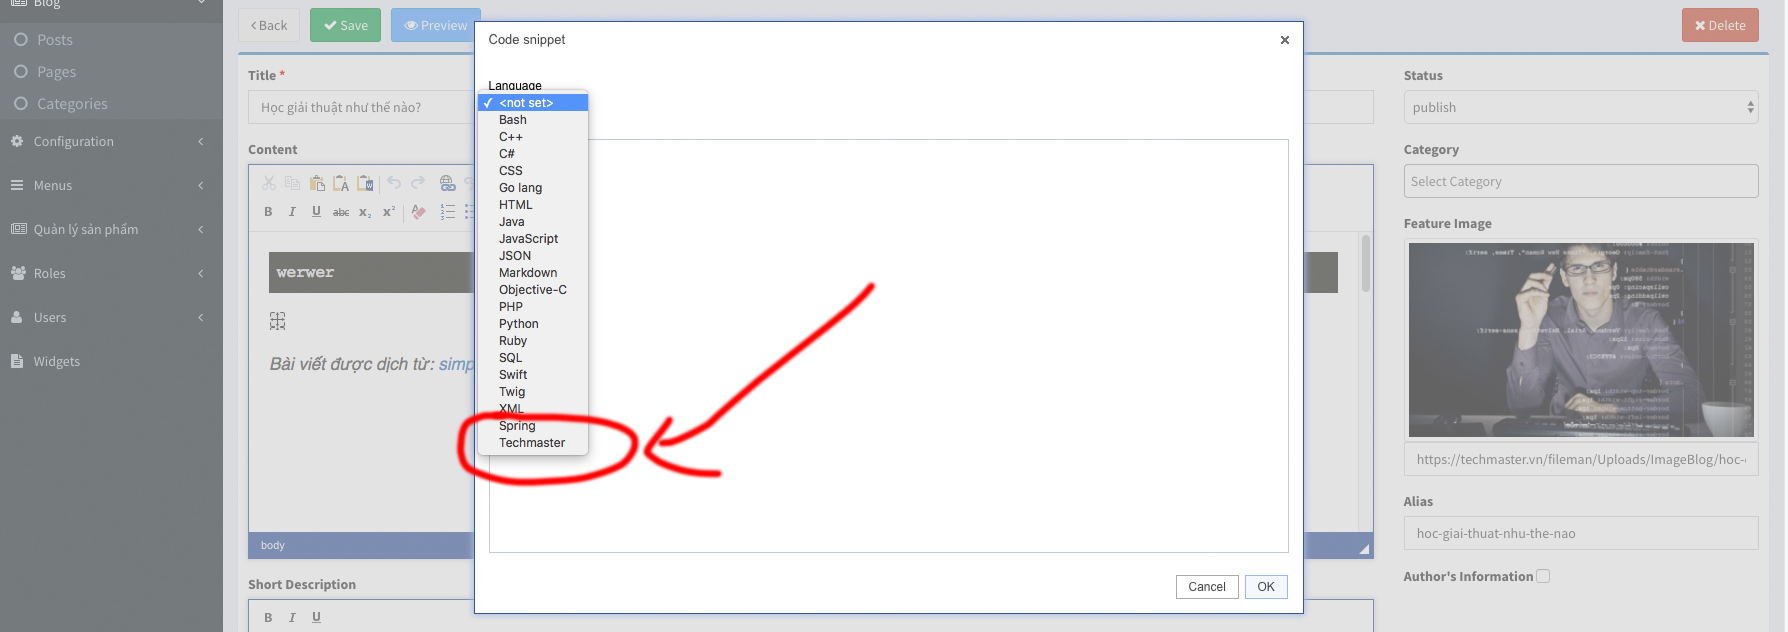 Blog
Posts
Pages
Categories
Configuration
Menus
Quản lý sản phẩm
Roles
Users
Widgets
Back
Save
Preview
Delete
Title *
Học giải thuật như thế nào?
Content
B I U abc x₂ x²
werwer
Bài viết được dịch từ: simp
body
Short Description
B I U
Code snippet
Language
<not set>
Bash
C++
C#
CSS
Go lang
HTML
Java
JavaScript
JSON
Markdown
Objective-C
PHP
Python
Ruby
SQL
Swift
Twig
XML
Spring
Techmaster
Cancel
OK
Status
publish
Category
Select Category
Feature Image
https://techmaster.vn/fileman/Uploads/ImageBlog/hoc-
Alias
hoc-giai-thuat-nhu-the-nao
Author's Information